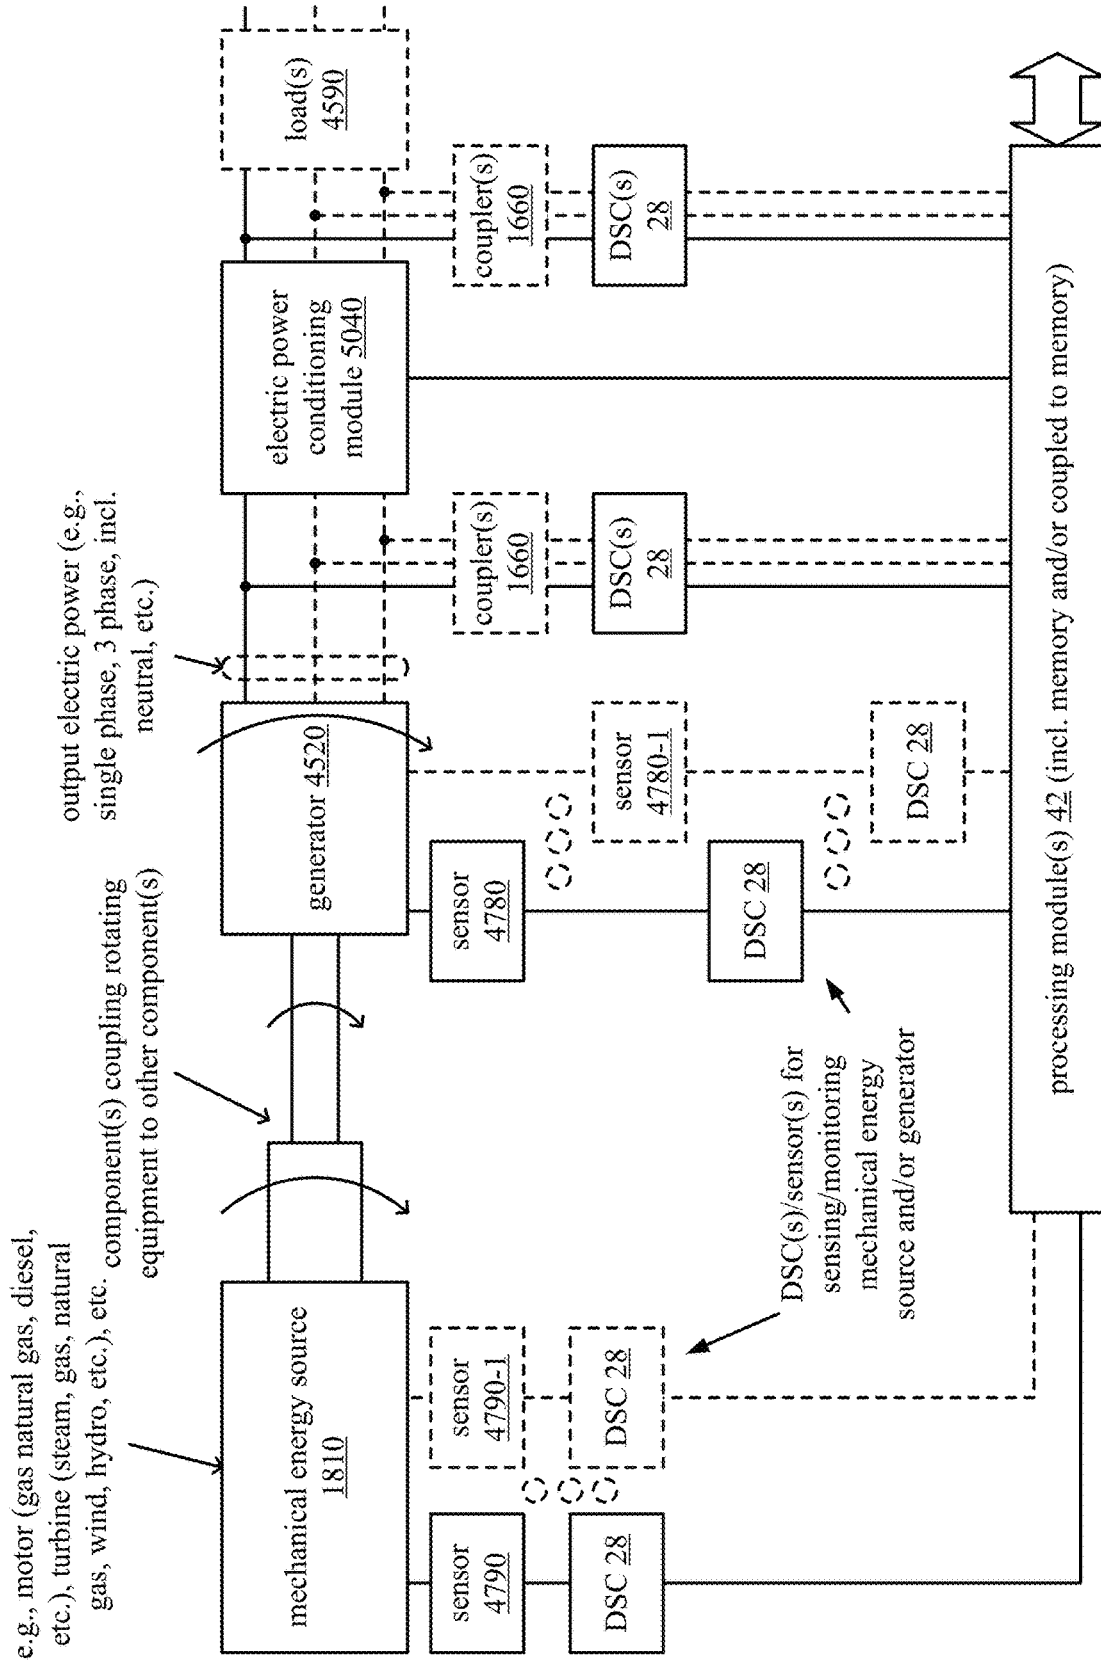 e.g., motor (gas natural gas, diesel,
etc.), turbine (steam, gas, natural
gas, wind, hydro, etc.), etc.
component(s) coupling rotating
equipment to other component(s)
output electric power (e.g.,
single phase, 3 phase, incl.
neutral, etc.)
mechanical energy source
1810
generator 4520
electric power
conditioning
module 5040
load(s)
4590
sensor
4790
sensor
4790-1
sensor
4780
sensor
4780-1
coupler(s)
1660
coupler(s)
1660
DSC 28
DSC 28
DSC 28
DSC 28
DSC(s)
28
DSC(s)
28
DSC(s)/sensor(s) for
sensing/monitoring
mechanical energy
source and/or generator
processing module(s) 42 (incl. memory and/or coupled to memory)